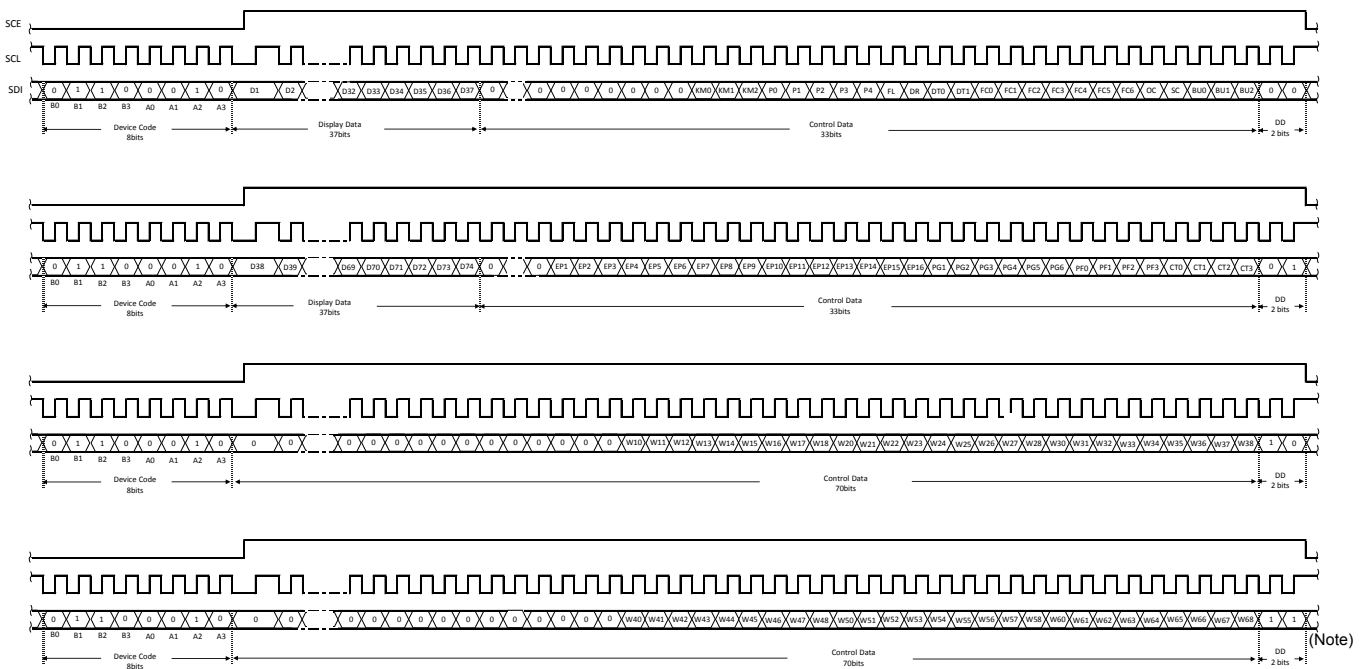 SCE
SCL
SDI 0 1 1 0 0 0 1 0 D1 D2 D32 D33 D34 D35 D36 D37 0 0 0 0 0 0 0 0 KM0 KM1 KM2 P0 P1 P2 P3 P4 FL DR DT0 DT1 FC0 FC1 FC2 FC3 FC4 FC5 FC6 OC SC BU0 BU1 BU2 0 0
B0 B1 B2 B3 A0 A1 A2 A3
Device Code Display Data Control Data DD
8bits 37bits 33bits 2 bits
0 1 1 0 0 0 1 0 D38 D39 D69 D70 D71 D72 D73 D74 0 0 EP1 EP2 EP3 EP4 EP5 EP6 EP7 EP8 EP9 EP10 EP11 EP12 EP13 EP14 EP15 EP16 PG1 PG2 PG3 PG4 PG5 PG6 PF0 PF1 PF2 PF3 CT0 CT1 CT2 CT3 0 1
B0 B1 B2 B3 A0 A1 A2 A3
Device Code Display Data Control Data DD
8bits 37bits 33bits 2 bits
0 1 1 0 0 0 1 0 0 0 0 0 0 0 0 0 0 0 0 0 0 0 W10 W11 W12 W13 W14 W15 W16 W17 W18 W20 W21 W22 W23 W24 W25 W26 W27 W28 W30 W31 W32 W33 W34 W35 W36 W37 W38 1 0
B0 B1 B2 B3 A0 A1 A2 A3
Device Code Control Data DD
8bits 70bits 2 bits
0 1 1 0 0 0 1 0 0 0 0 0 0 0 0 0 0 0 0 0 0 0 W40 W41 W42 W43 W44 W45 W46 W47 W48 W50 W51 W52 W53 W54 W55 W56 W57 W58 W60 W61 W62 W63 W64 W65 W66 W67 W68 1 1
B0 B1 B2 B3 A0 A1 A2 A3 (Note)
Device Code Control Data DD
8bits 70bits 2 bits